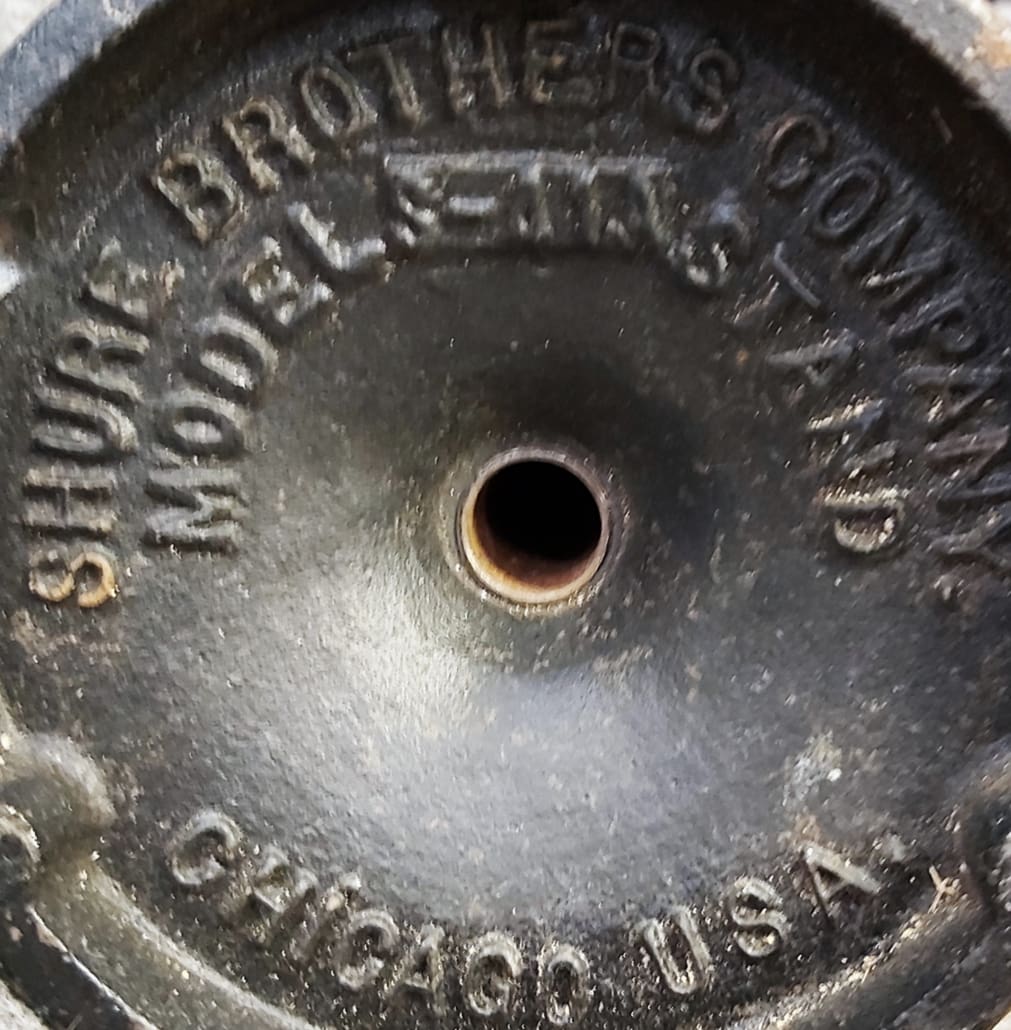 SHURE BROTHERS COMPANY
MODEL STAND
CHICAGO USA.